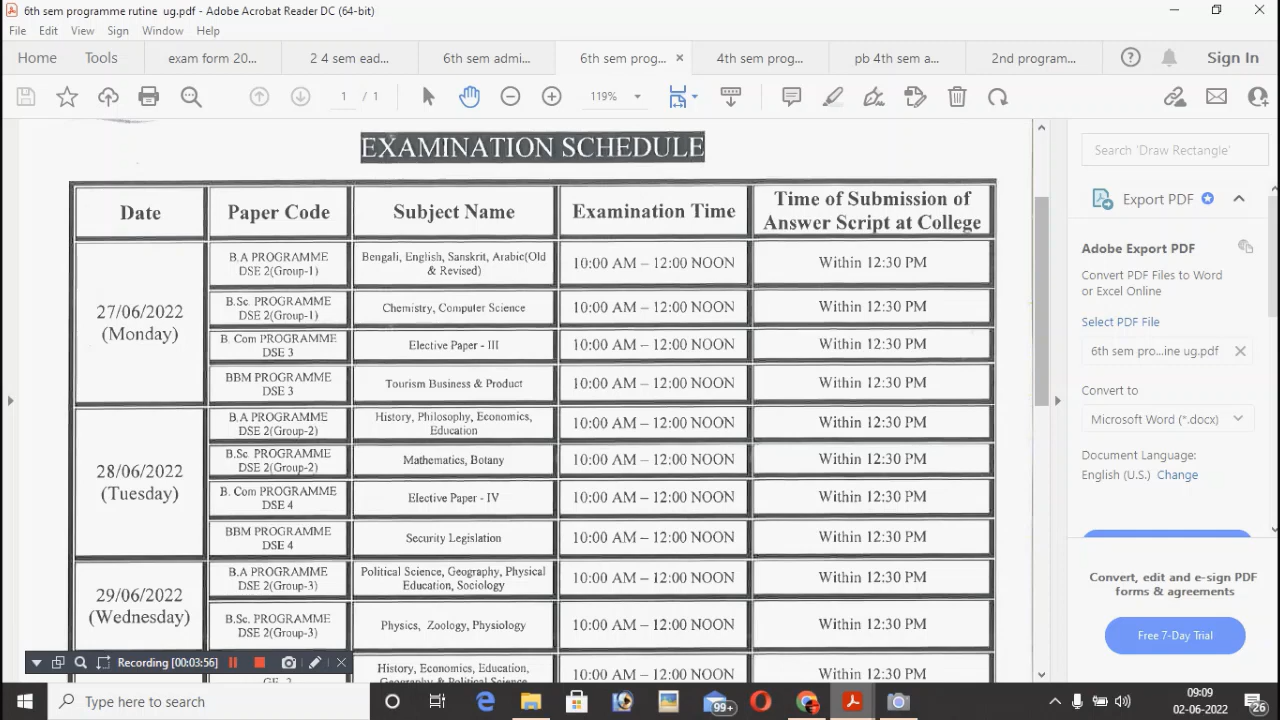 6th sem programme rutine  ug.pdf - Adobe Acrobat Reader DC (64-bit)
File Edit View Sign Window Help
Home Tools exam form 20... 2 4 sem ead... 6th sem admi... 6th sem prog... × 4th sem prog... pb 4th sem a... 2nd program... Sign In
1 / 1 119%
EXAMINATION SCHEDULE
Date Paper Code Subject Name Examination Time Time of Submission of
Answer Script at College
27/06/2022
(Monday)
B.A PROGRAMME
DSE 2(Group-1)
Bengali, English, Sanskrit, Arabic(Old
& Revised)
10:00 AM – 12:00 NOON Within 12:30 PM
B.Sc. PROGRAMME
DSE 2(Group-1)
Chemistry, Computer Science
10:00 AM – 12:00 NOON Within 12:30 PM
B. Com PROGRAMME
DSE 3
Elective Paper - III
10:00 AM – 12:00 NOON Within 12:30 PM
BBM PROGRAMME
DSE 3
Tourism Business & Product
10:00 AM – 12:00 NOON Within 12:30 PM
28/06/2022
(Tuesday)
B.A PROGRAMME
DSE 2(Group-2)
History, Philosophy, Economics,
Education
10:00 AM – 12:00 NOON Within 12:30 PM
B.Sc. PROGRAMME
DSE 2(Group-2)
Mathematics, Botany
10:00 AM – 12:00 NOON Within 12:30 PM
B. Com PROGRAMME
DSE 4
Elective Paper - IV
10:00 AM – 12:00 NOON Within 12:30 PM
BBM PROGRAMME
DSE 4
Security Legislation
10:00 AM – 12:00 NOON Within 12:30 PM
29/06/2022
(Wednesday)
B.A PROGRAMME
DSE 2(Group-3)
Political Science, Geography, Physical
Education, Sociology
10:00 AM – 12:00 NOON Within 12:30 PM
B.Sc. PROGRAMME
DSE 2(Group-3)
Physics, Zoology, Physiology
10:00 AM – 12:00 NOON Within 12:30 PM
History, Economics, Education,
Geography & Political Science
10:00 AM – 12:00 NOON Within 12:30 PM
Search 'Draw Rectangle'
Export PDF
Adobe Export PDF
Convert PDF Files to Word
or Excel Online
Select PDF File
6th sem pro...ine ug.pdf
Convert to
Microsoft Word (*.docx)
Document Language:
English (U.S.) Change
Convert, edit and e-sign PDF
forms & agreements
Free 7-Day Trial
Recording [00:03:56]
Type here to search
99+
09:09
02-06-2022
26